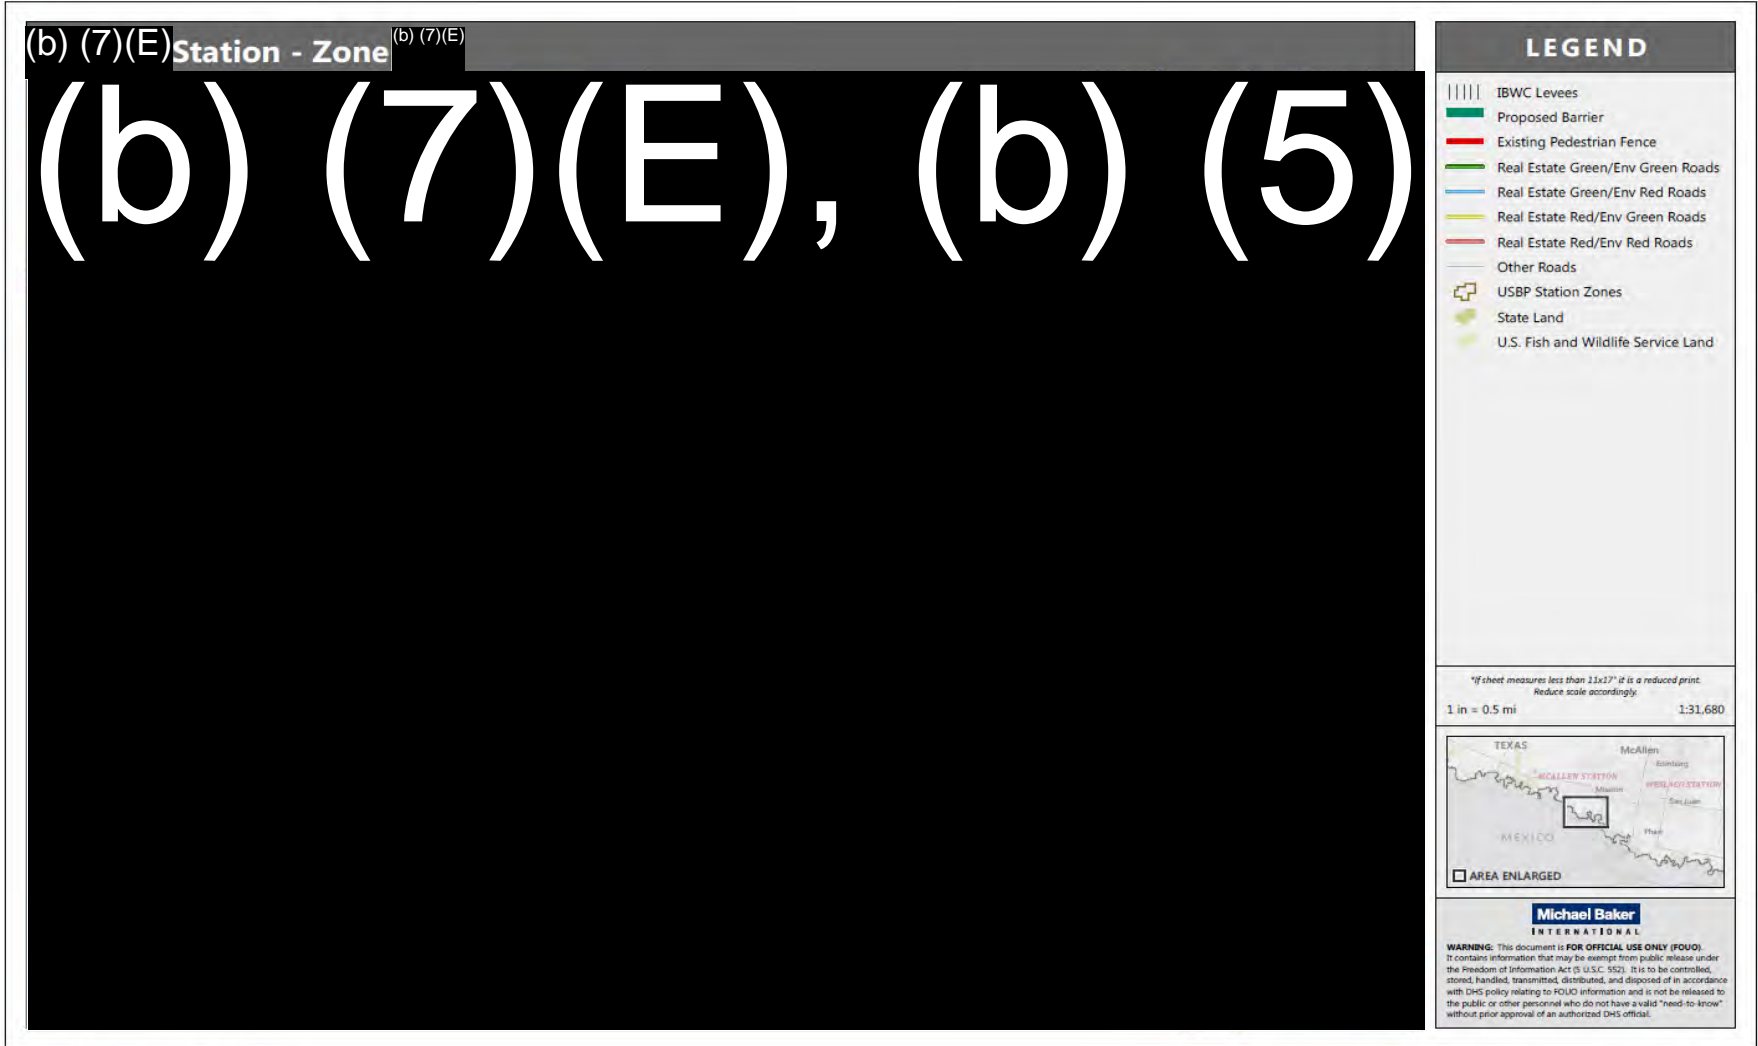 (b) (7)(E) Station - Zone (b) (7)(E)
(b) (7)(E), (b) (5)
LEGEND
IBWC Levees
Proposed Barrier
Existing Pedestrian Fence
Real Estate Green/Env Green Roads
Real Estate Green/Env Red Roads
Real Estate Red/Env Green Roads
Real Estate Red/Env Red Roads
Other Roads
USBP Station Zones
State Land
U.S. Fish and Wildlife Service Land
*If sheet measures less than 11x17" it is a reduced print.
Reduce scale accordingly.
1 in = 0.5 mi 1:31,680
TEXAS
McAllen
Edinburg
MCALLEN STATION
WESLACO STATION
Mission
San Juan
Pharr
MEXICO
AREA ENLARGED
Michael Baker
INTERNATIONAL
WARNING: This document is FOR OFFICIAL USE ONLY (FOUO).
It contains information that may be exempt from public release under
the Freedom of Information Act (5 U.S.C. 552). It is to be controlled,
stored, handled, transmitted, distributed, and disposed of in accordance
with DHS policy relating to FOUO information and is not be released to
the public or other personnel who do not have a valid "need-to-know"
without prior approval of an authorized DHS official.